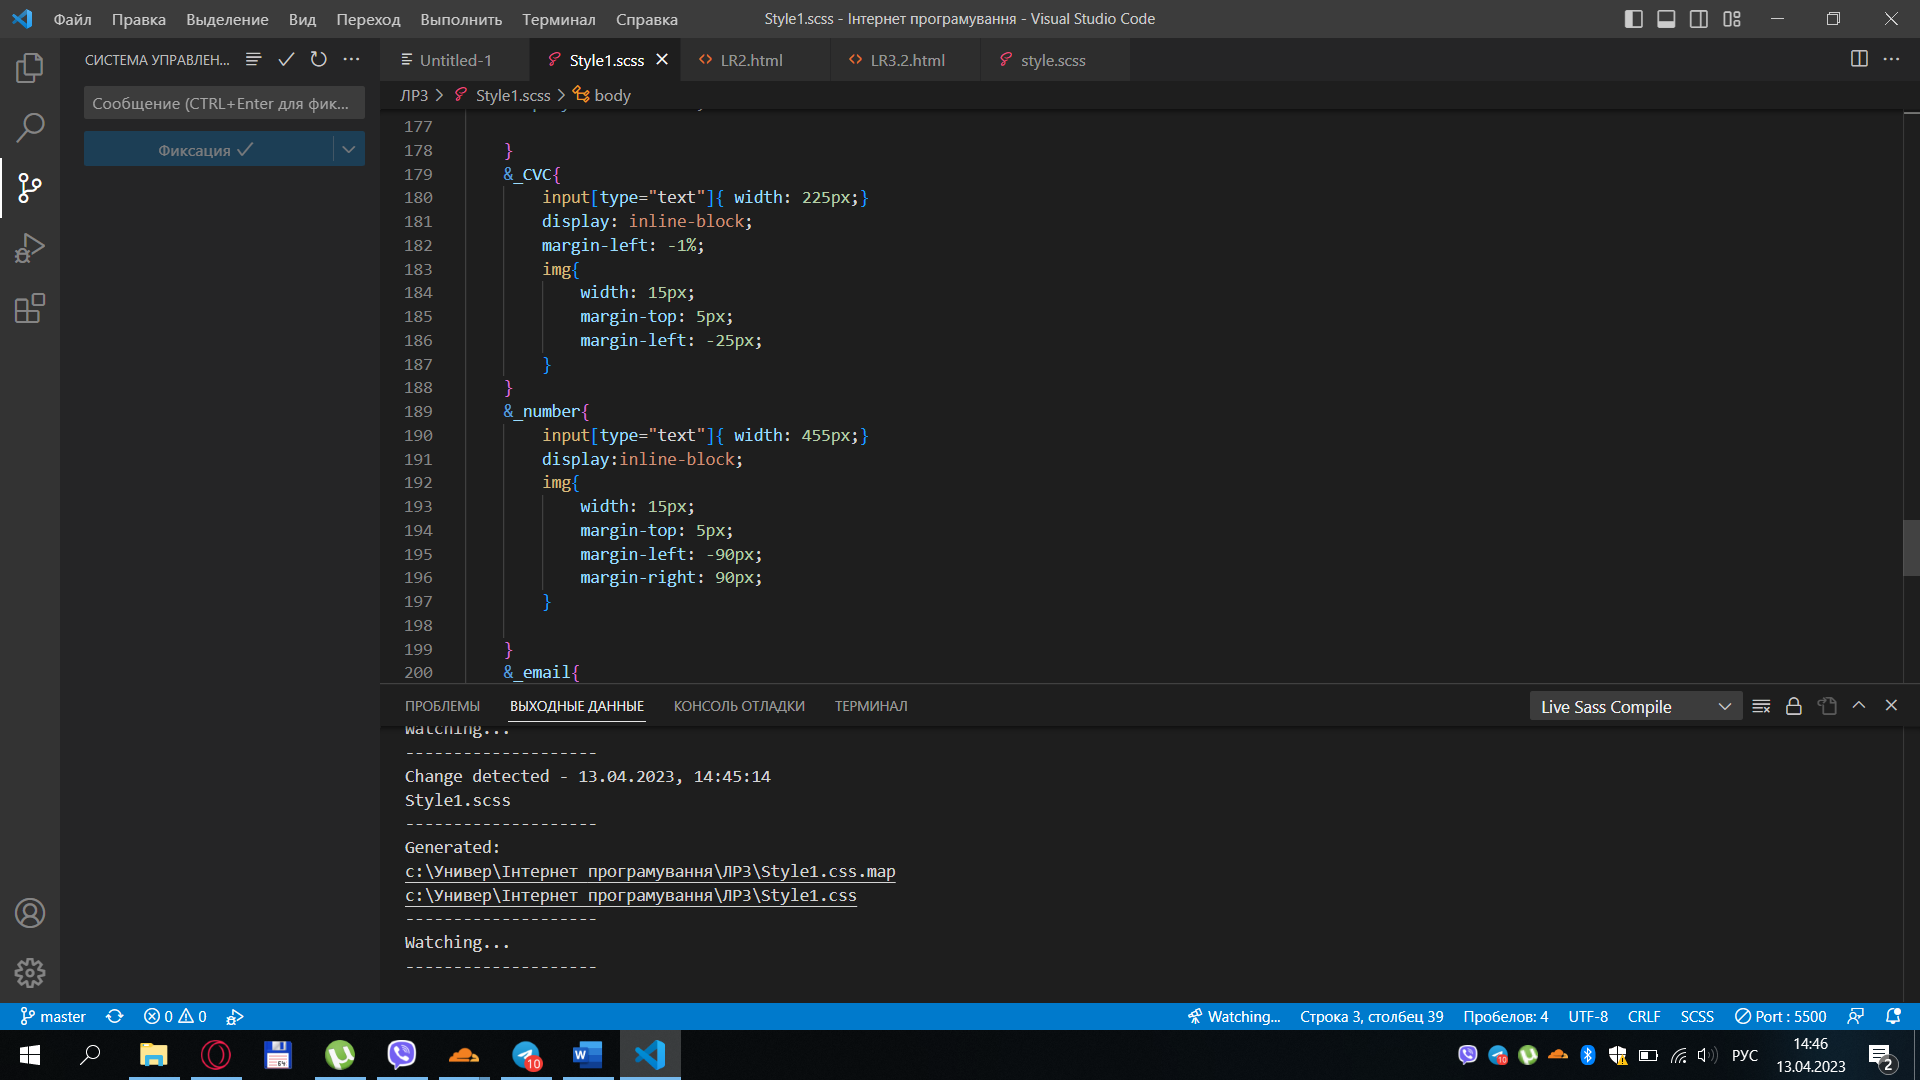 Файл Правка Выделение Вид Переход Выполнить Терминал Справка
Style1.scss - Інтернет програмування - Visual Studio Code
СИСТЕМА УПРАВЛЕН...
Сообщение (CTRL+Enter для фик...
Фиксация
Untitled-1
Style1.scss
LR2.html
LR3.2.html
style.scss
ЛР3 > Style1.scss > body
177
178 }
179 &_CVC{
180 input[type="text"]{ width: 225px;}
181 display: inline-block;
182 margin-left: -1%;
183 img{
184 width: 15px;
185 margin-top: 5px;
186 margin-left: -25px;
187 }
188 }
189 &_number{
190 input[type="text"]{ width: 455px;}
191 display:inline-block;
192 img{
193 width: 15px;
194 margin-top: 5px;
195 margin-left: -90px;
196 margin-right: 90px;
197 }
198
199 }
200 &_email{
ПРОБЛЕМЫ ВЫХОДНЫЕ ДАННЫЕ КОНСОЛЬ ОТЛАДКИ ТЕРМИНАЛ
Live Sass Compile
Watching...
--------------------
Change detected - 13.04.2023, 14:45:14
Style1.scss
--------------------
Generated:
c:\Универ\Інтернет програмування\ЛР3\Style1.css.map
c:\Универ\Інтернет програмування\ЛР3\Style1.css
--------------------
Watching...
--------------------
master 0 0
Watching... Строка 3, столбец 39 Пробелов: 4 UTF-8 CRLF SCSS Port : 5500
64
10
W
10
РУС
14:46
13.04.2023
2